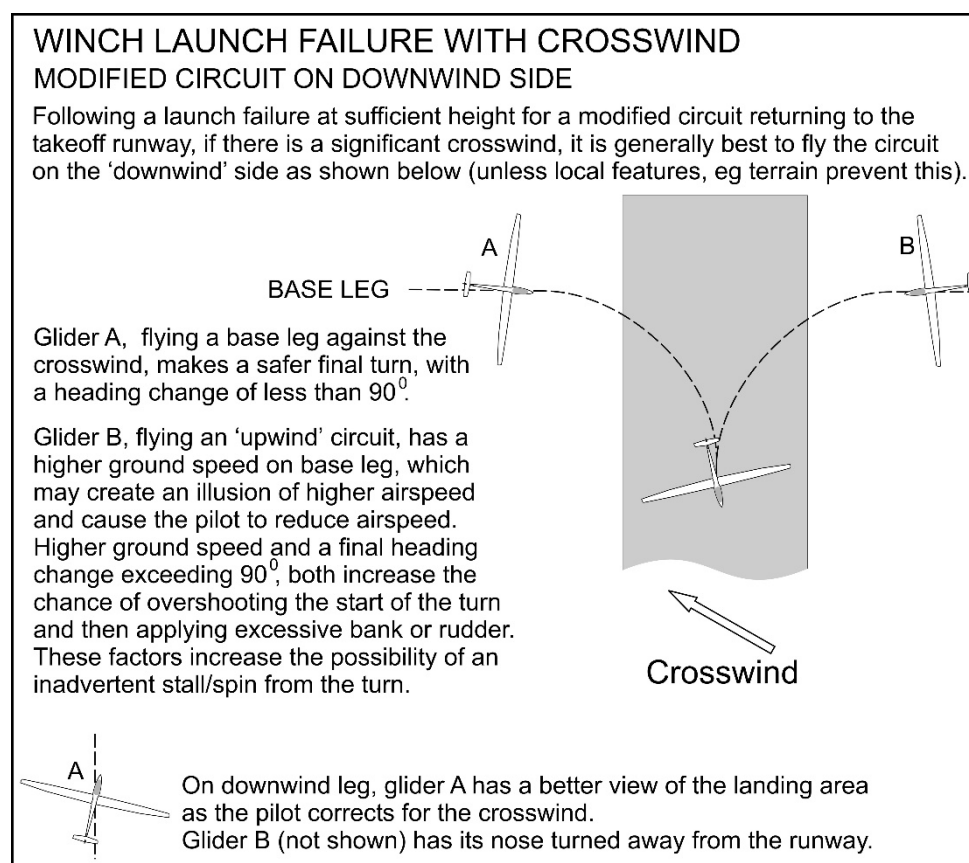 WINCH LAUNCH FAILURE WITH CROSSWIND
MODIFIED CIRCUIT ON DOWNWIND SIDE
Following a launch failure at sufficient height for a modified circuit returning to the
takeoff runway, if there is a significant crosswind, it is generally best to fly the circuit
on the ‘downwind’ side as shown below (unless local features, eg terrain prevent this).
A
B
BASE LEG
Glider A, flying a base leg against the
crosswind, makes a safer final turn, with
a heading change of less than 90⁰.
Glider B, flying an ‘upwind’ circuit, has a
higher ground speed on base leg, which
may create an illusion of higher airspeed
and cause the pilot to reduce airspeed.
Higher ground speed and a final heading
change exceeding 90⁰, both increase the
chance of overshooting the start of the turn
and then applying excessive bank or rudder.
These factors increase the possibility of an
inadvertent stall/spin from the turn.
Crosswind
A
On downwind leg, glider A has a better view of the landing area
as the pilot corrects for the crosswind.
Glider B (not shown) has its nose turned away from the runway.